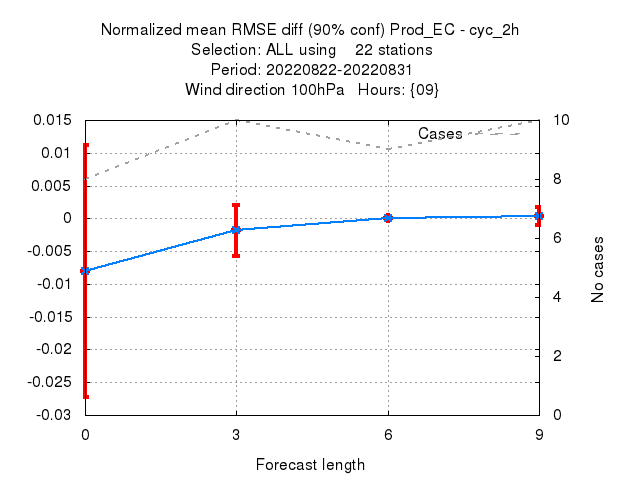 Normalized mean RMSE diff (90% conf) Prod_EC - cyc_2h
Selection: ALL using    22 stations
Period: 20220822-20220831
Wind direction 100hPa   Hours: {09}
0.015
0.01
0.005
0
-0.005
-0.01
-0.015
-0.02
-0.025
-0.03
Cases
10
8
6
4
2
0
No cases
0 3 6 9
Forecast length